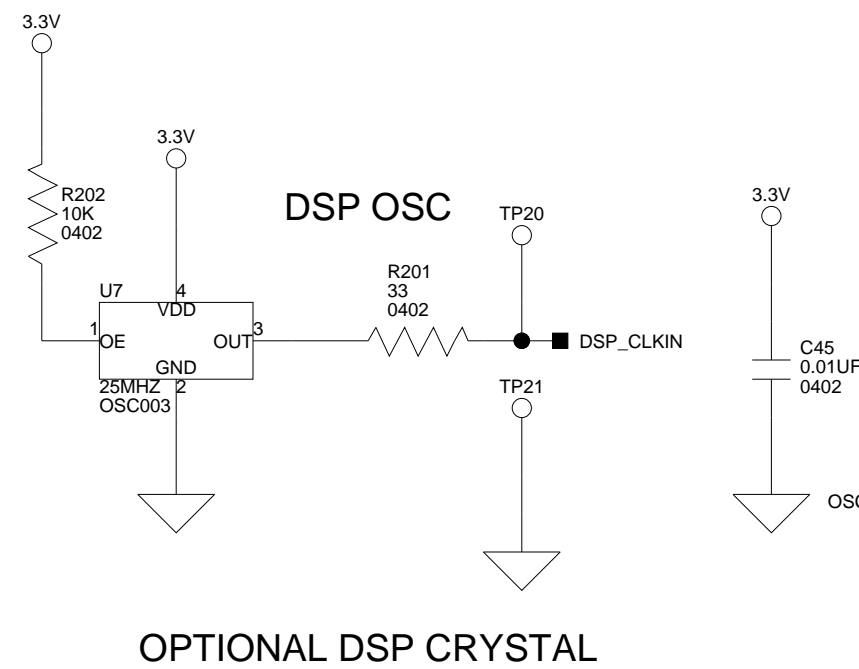 3.3V
R202
10K
0402
3.3V
DSP OSC
U7
4
VDD
1
OE
OUT
3
GND
2
25MHZ
OSC003
R201
33
0402
TP20
DSP_CLKIN
TP21
3.3V
C45
0.01UF
0402
OSC
OPTIONAL DSP CRYSTAL